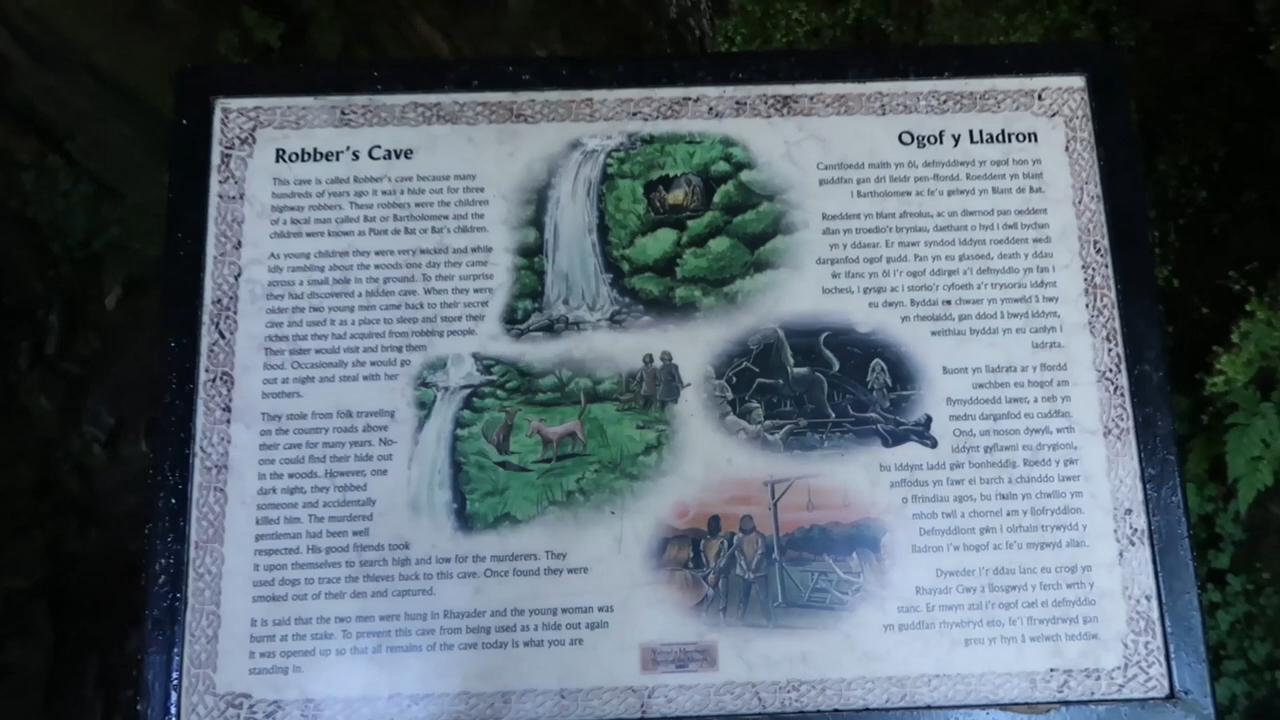 Robber's Cave
This cave is called Robber's cave because many
hundreds of years ago it was a hide out for three
highway robbers. These robbers were the children
of a local man called Bat or Bartholomew and the
children were known as Plant de Bat or Bat's children.
As young children they were very wicked and while
idly rambling about the woods one day they came
across a small hole in the ground. To their surprise
they had discovered a hidden cave. When they were
older the two young men came back to their secret
cave and used it as a place to sleep and store their
riches that they had acquired from robbing people.
Their sister would visit and bring them
food. Occasionally she would go
out at night and steal with her
brothers.
They stole from folk traveling
on the country roads above
their cave for many years. No-
one could find their hide out
in the woods. However, one
dark night, they robbed
someone and accidentally
killed him. The murdered
gentleman had been well
respected. His good friends took
it upon themselves to search high and low for the murderers. They
used dogs to trace the thieves back to this cave. Once found they were
smoked out of their den and captured.
It is said that the two men were hung in Rhayader and the young woman was
burnt at the stake. To prevent this cave from being used as a hide out again
it was opened up so that all remains of the cave today is what you are
standing in.
Ogof y Lladron
Canrifoedd maith yn ôl, defnyddiwyd yr ogof hon yn
guddfan gan dri lleidr pen-ffordd. Roeddent yn blant
i Bartholomew ac fe'u gelwyd yn Blant de Bat.
Roeddent yn blant afreolus, ac un diwrnod pan oeddent
allan yn troedio'r bryniau, daethant o hyd i dwll bychan
yn y ddaear. Er mawr syndod iddynt roeddent wedi
darganfod ogof gudd. Pan yn eu glasoed, death y ddau
ŵr ifanc yn ôl i'r ogof ddirgel a'i defnyddio yn fan i
lochesi, i gysgu ac i storio'r cyfoeth a'r trysorau iddynt
eu dwyn. Byddai eu chwaer yn ymweld â hwy
yn rheolaidd, gan ddod â bwyd iddynt,
weithiau byddai yn eu canlyn i
ladrata.
Buont yn lladrata ar y ffordd
uwchben eu hogof am
flynyddoedd lawer, a neb yn
medru darganfod eu cuddfan.
Ond, un noson dywyll, wrth
iddynt gyflawni eu drygioni,
bu iddynt ladd gŵr bonheddig. Roedd y gŵr
anffodus yn fawr ei barch a chanddo lawer
o ffrindiau agos, bu rhain yn chwilio ym
mhob twll a chornel am y llofryddion.
Defnyddiont gŵn i olrhain trywydd y
lladron i'w hogof ac fe'u mygwyd allan.
Dyweder i'r ddau lanc eu crogi yn
Rhayadr Gwy a llosgwyd y ferch wrth y
stanc. Er mwyn atal i'r ogof cael ei defnyddio
yn guddfan rhywbryd eto, fe'i ffrwydrwyd gan
greu yr hyn â welwch heddiw.